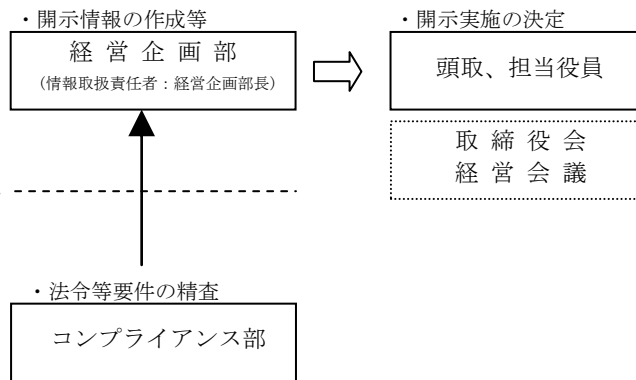 ・開示情報の作成等
経営企画部
(情報取扱責任者：経営企画部長)
・開示実施の決定
頭取、担当役員
取締役会
経営会議
・法令等要件の精査
コンプライアンス部